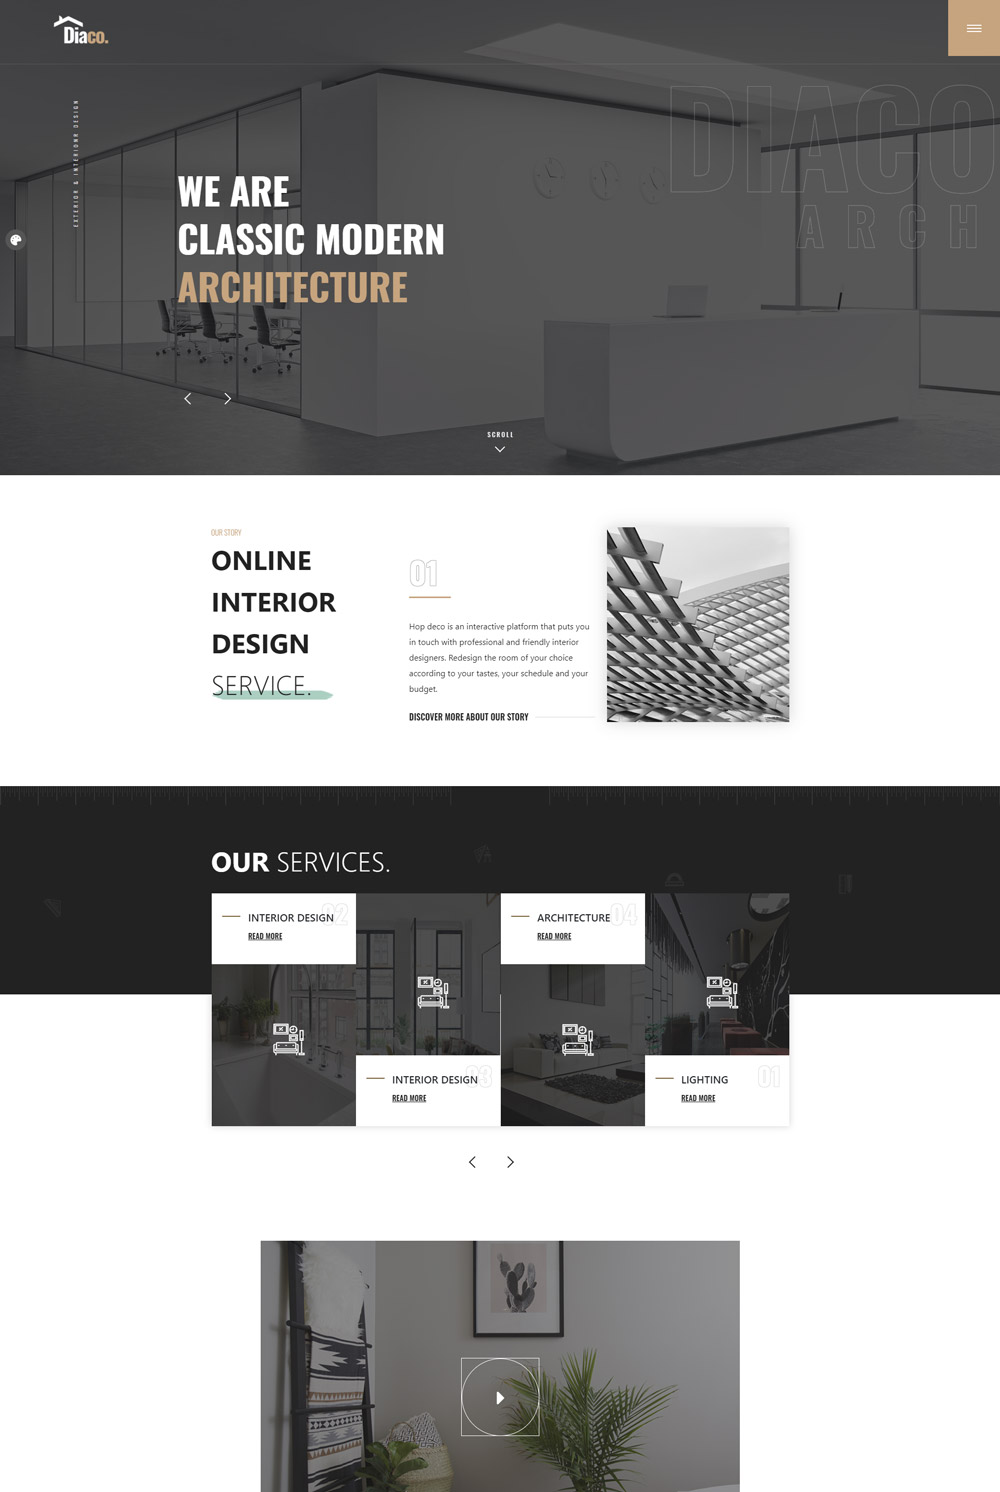 Diaco.
EXTERIOR & INTERIONR DESIGN
DIACO
ARCH
WE ARE
CLASSIC MODERN
ARCHITECTURE
SCROLL
OUR STORY
ONLINE
INTERIOR
DESIGN
SERVICE.
01
Hop deco is an interactive platform that puts you
in touch with professional and friendly interior
designers. Redesign the room of your choice
according to your tastes, your schedule and your
budget.
DISCOVER MORE ABOUT OUR STORY
OUR SERVICES.
02
INTERIOR DESIGN
READ MORE
03
INTERIOR DESIGN
READ MORE
04
ARCHITECTURE
READ MORE
01
LIGHTING
READ MORE